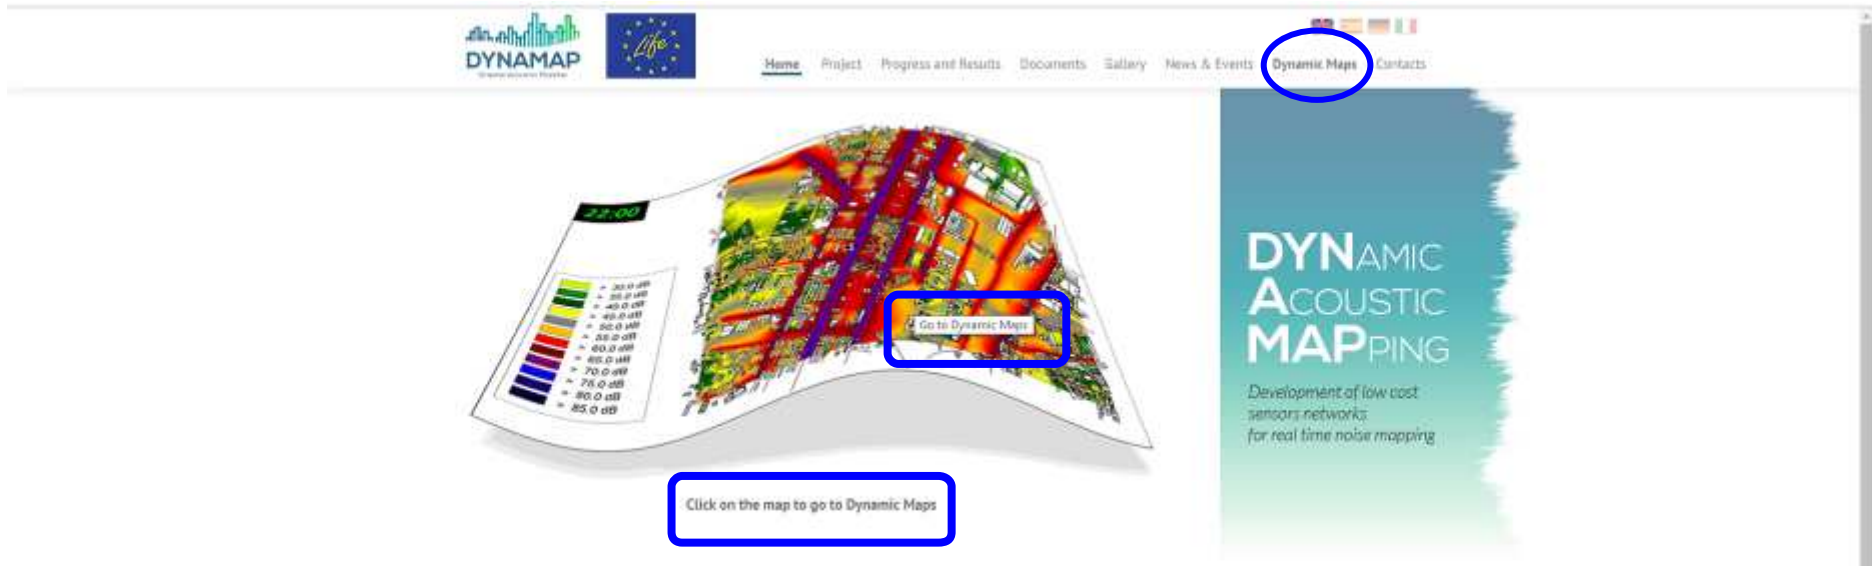 DYNAMAP
Life
Home Project Progress and Results Documents Gallery News & Events Dynamic Maps Contacts
22:00
> 30.0 dB
> 35.0 dB
> 40.0 dB
> 45.0 dB
> 50.0 dB
> 55.0 dB
> 60.0 dB
> 65.0 dB
> 70.0 dB
> 75.0 dB
> 80.0 dB
> 85.0 dB
Go to Dynamic Maps
Click on the map to go to Dynamic Maps
DYNAMIC
ACOUSTIC
MAPPING
Development of low cost
sensors networks
for real time noise mapping